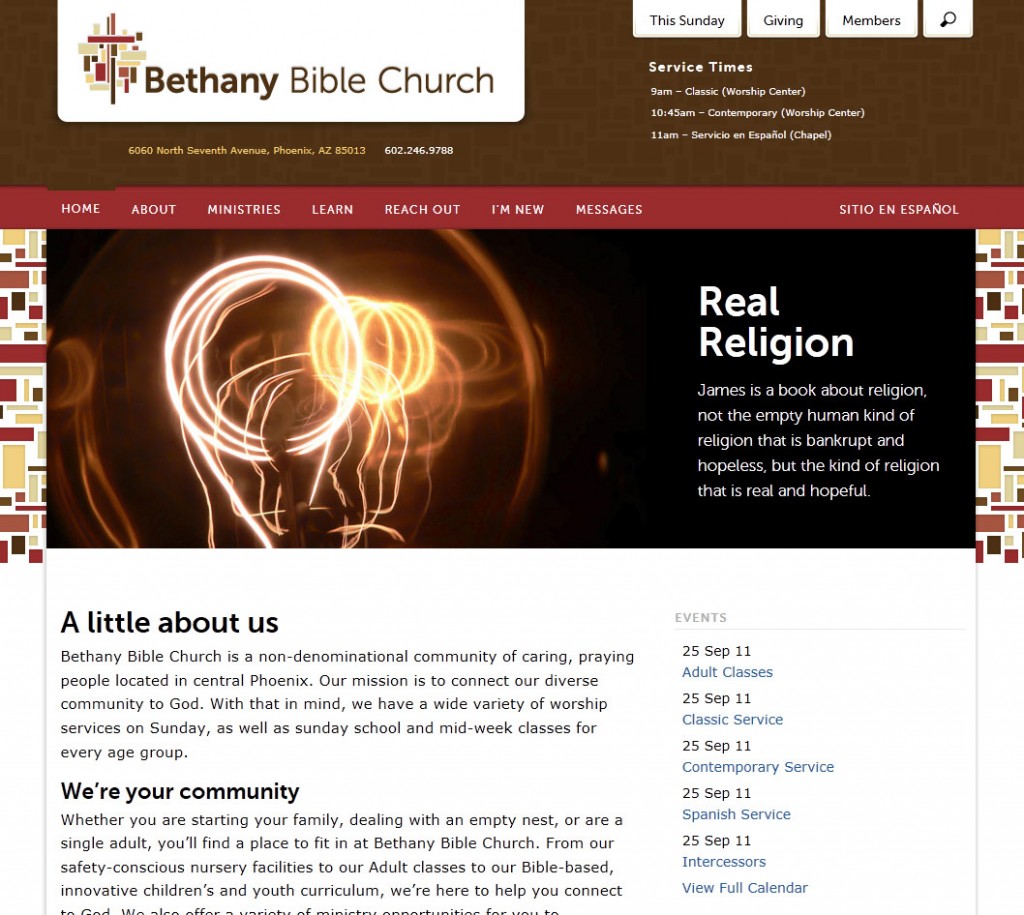 Bethany Bible Church
This Sunday
Giving
Members
Service Times
9am – Classic (Worship Center)
10:45am – Contemporary (Worship Center)
11am – Servicio en Español (Chapel)
6060 North Seventh Avenue, Phoenix, AZ 85013 602.246.9788
HOME ABOUT MINISTRIES LEARN REACH OUT I'M NEW MESSAGES SITIO EN ESPAÑOL
Real
Religion
James is a book about religion,
not the empty human kind of
religion that is bankrupt and
hopeless, but the kind of religion
that is real and hopeful.
A little about us
Bethany Bible Church is a non-denominational community of caring, praying
people located in central Phoenix. Our mission is to connect our diverse
community to God. With that in mind, we have a wide variety of worship
services on Sunday, as well as sunday school and mid-week classes for
every age group.
We're your community
Whether you are starting your family, dealing with an empty nest, or are a
single adult, you'll find a place to fit in at Bethany Bible Church. From our
safety-conscious nursery facilities to our Adult classes to our Bible-based,
innovative children's and youth curriculum, we're here to help you connect
to God. We also offer a variety of ministry opportunities for you to
EVENTS
25 Sep 11
Adult Classes
25 Sep 11
Classic Service
25 Sep 11
Contemporary Service
25 Sep 11
Spanish Service
25 Sep 11
Intercessors
View Full Calendar